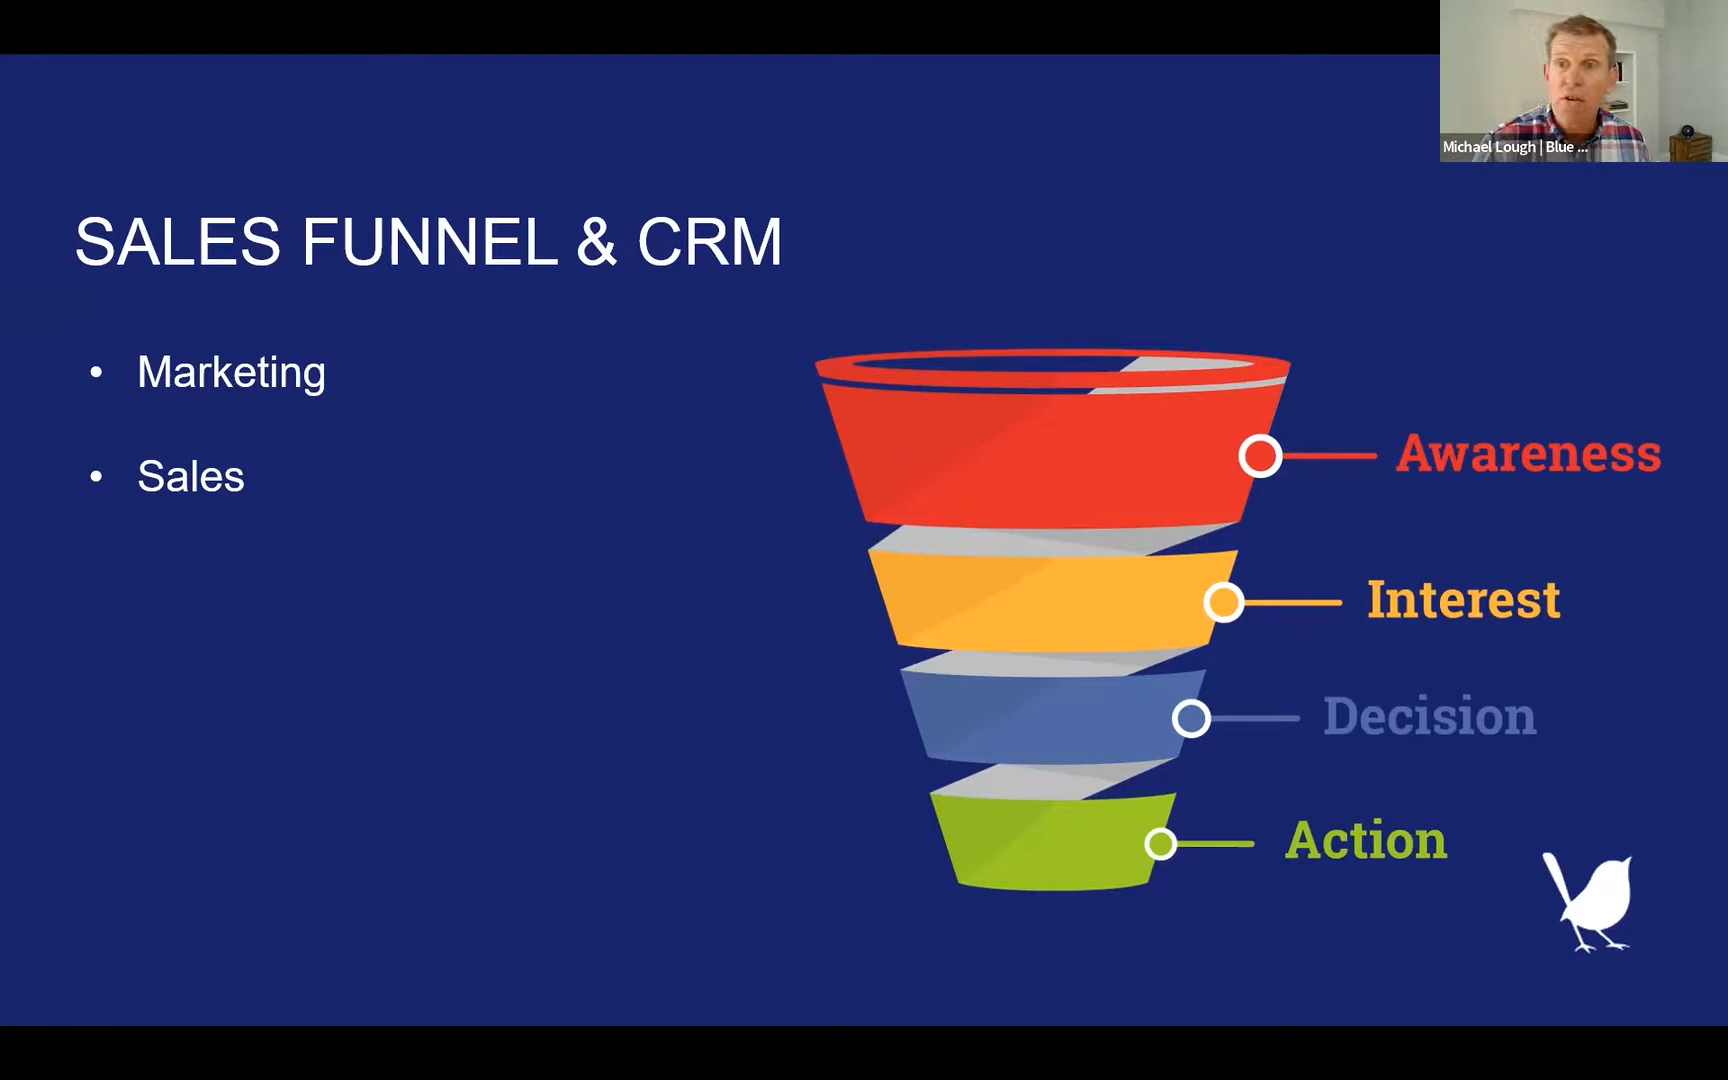 Michael Lough | Blue ...
SALES FUNNEL & CRM
• Marketing
• Sales
Awareness
Interest
Decision
Action